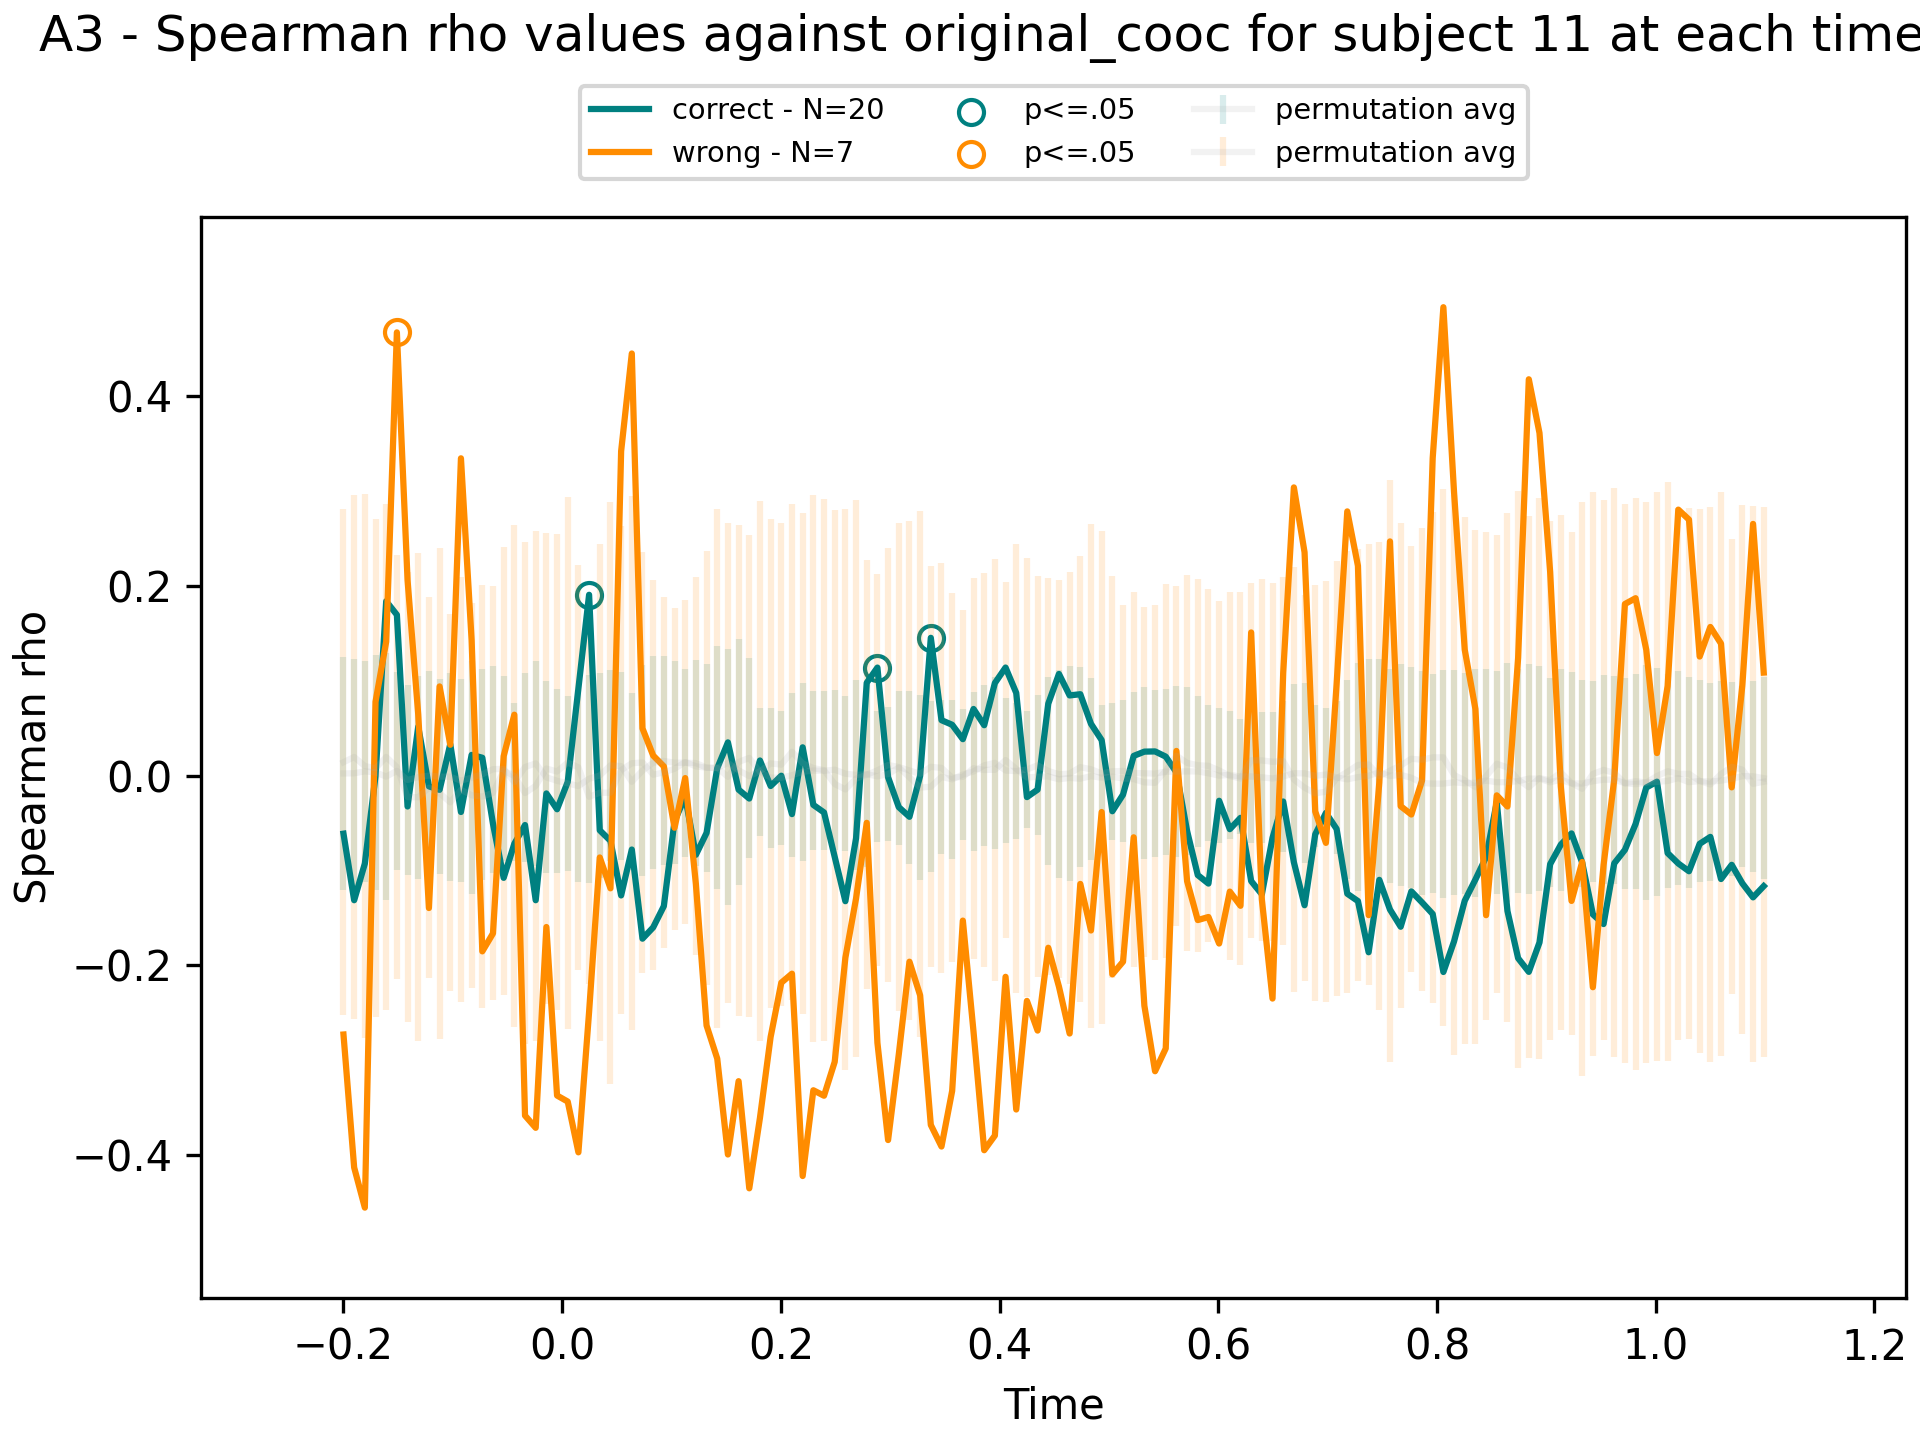 A3 - Spearman rho values against original_cooc for subject 11 at each time
correct - N=20
wrong - N=7
p<=.05
p<=.05
permutation avg
permutation avg
Spearman rho
0.4
0.2
0.0
−0.2
−0.4
−0.2 0.0 0.2 0.4 0.6 0.8 1.0 1.2
Time